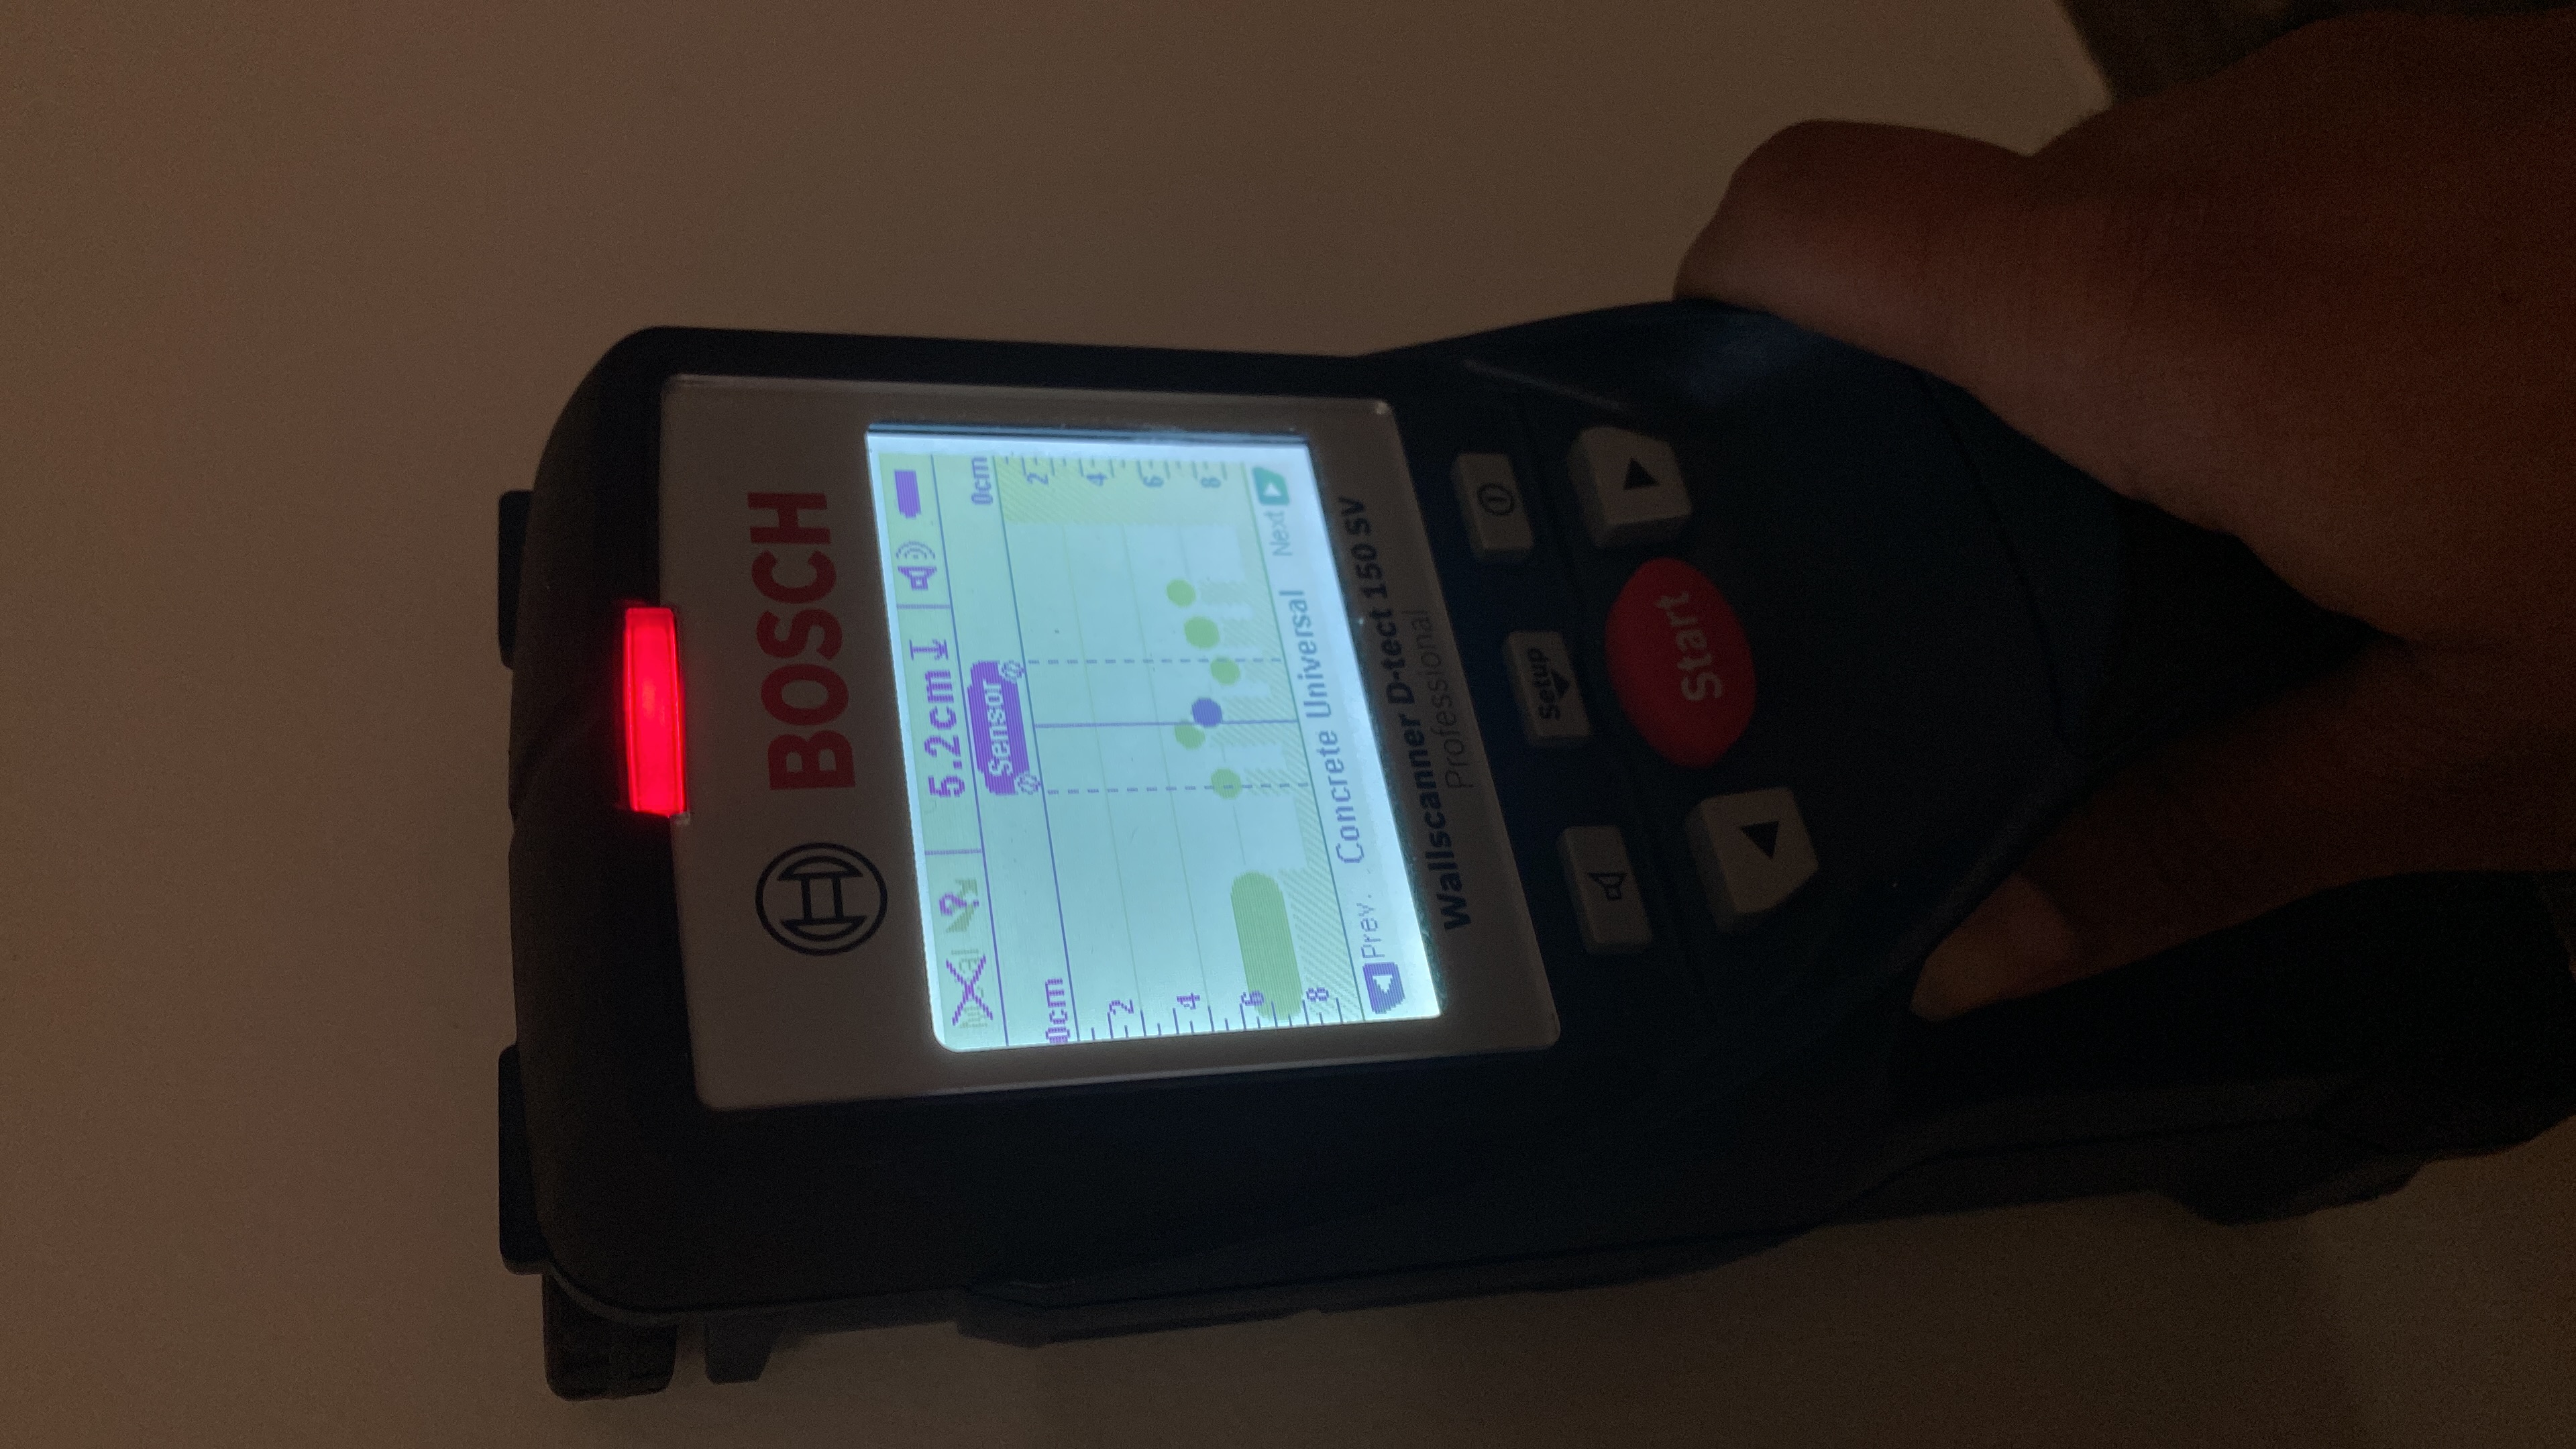 BOSCH
Metal ? 5.2cm
Sensor
0cm 0cm
2 2
4 4
6 6
8 8
Prev. Concrete Universal Next
Wallscanner D-tect 150 SV
Professional
Setup
Start